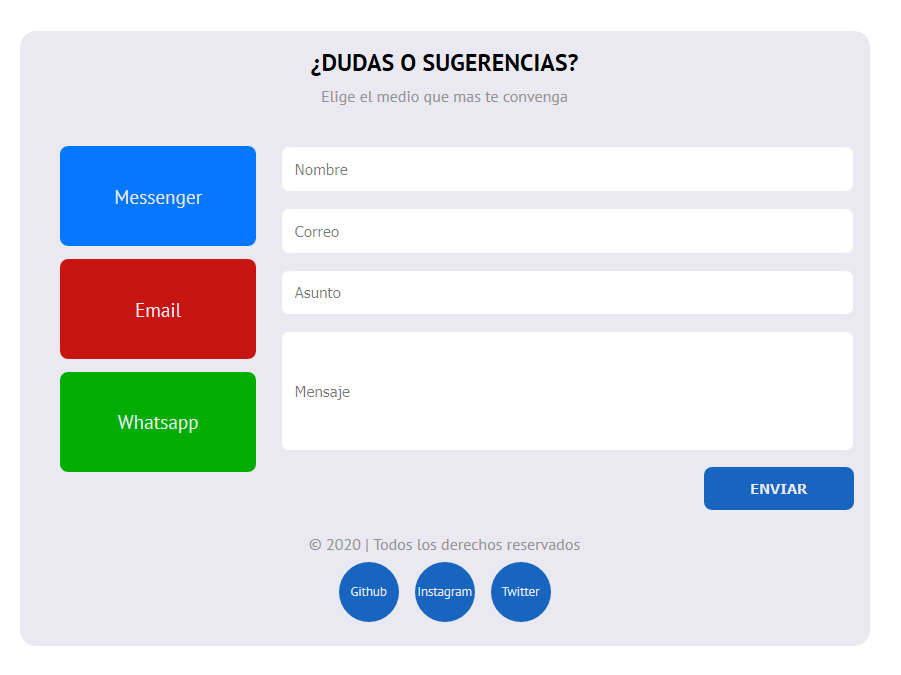 ¿DUDAS O SUGERENCIAS?
Elige el medio que mas te convenga
Messenger
Email
Whatsapp
Nombre
Correo
Asunto
Mensaje
ENVIAR
© 2020 | Todos los derechos reservados
Github
Instagram
Twitter